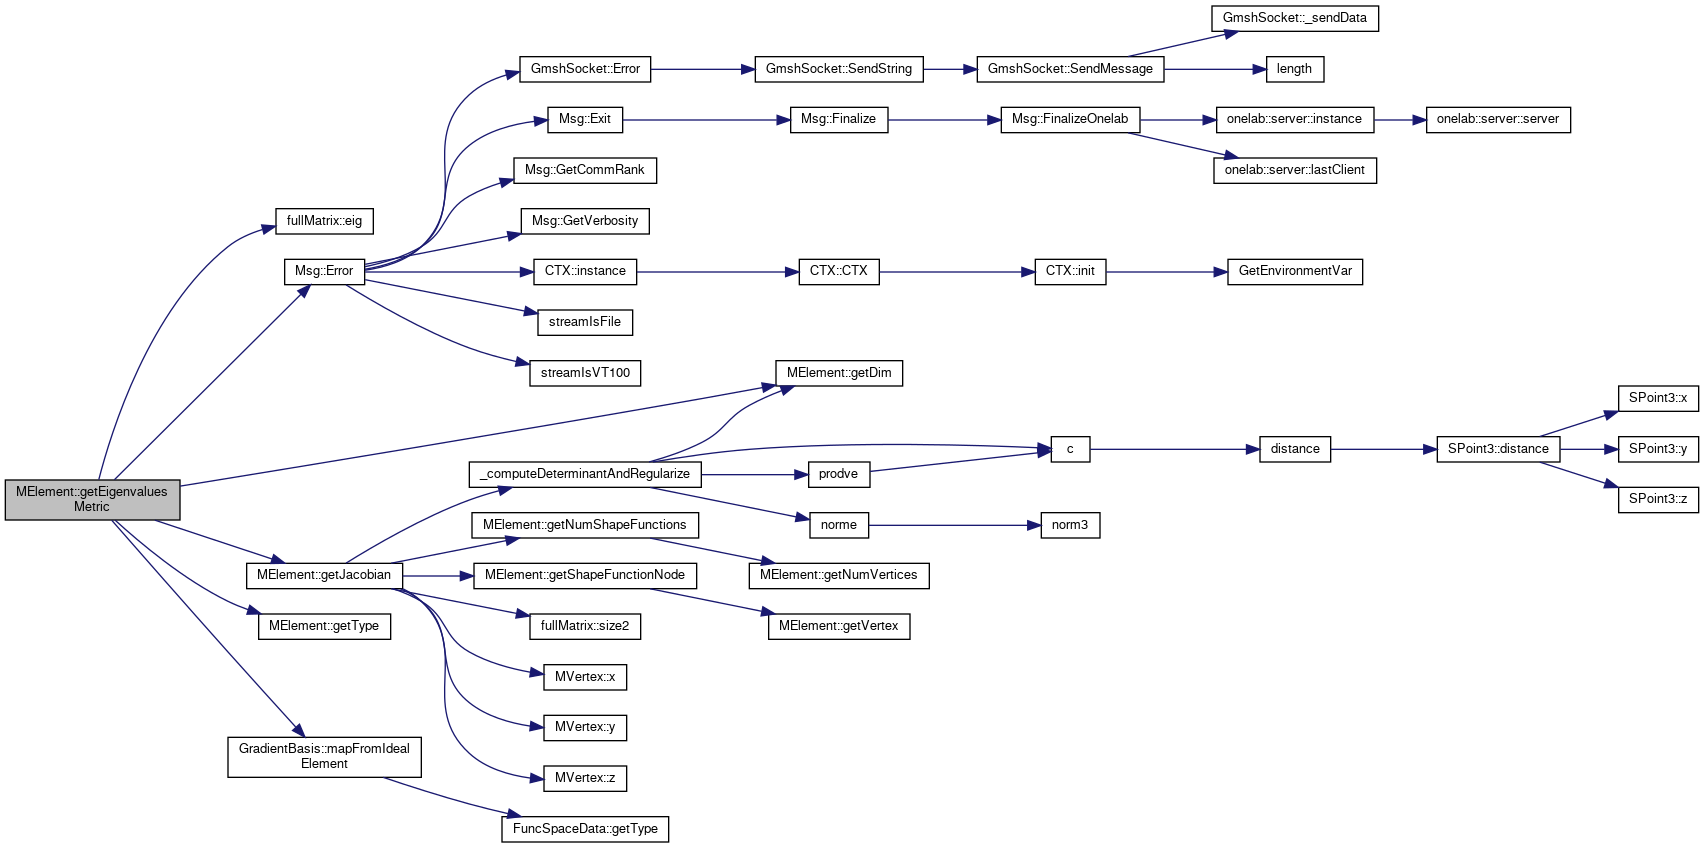 GmshSocket::_sendData
GmshSocket::Error
GmshSocket::SendString
GmshSocket::SendMessage
length
Msg::Exit
Msg::Finalize
Msg::FinalizeOnelab
onelab::server::instance
onelab::server::server
Msg::GetCommRank
onelab::server::lastClient
fullMatrix::eig
Msg::GetVerbosity
Msg::Error
CTX::instance
CTX::CTX
CTX::init
GetEnvironmentVar
streamIsFile
streamIsVT100
MElement::getDim
SPoint3::x
c
distance
SPoint3::distance
SPoint3::y
_computeDeterminantAndRegularize
prodve
MElement::getEigenvalues
Metric
SPoint3::z
MElement::getNumShapeFunctions
norme
norm3
MElement::getJacobian
MElement::getShapeFunctionNode
MElement::getNumVertices
MElement::getType
fullMatrix::size2
MElement::getVertex
MVertex::x
MVertex::y
GradientBasis::mapFromIdeal
Element
MVertex::z
FuncSpaceData::getType